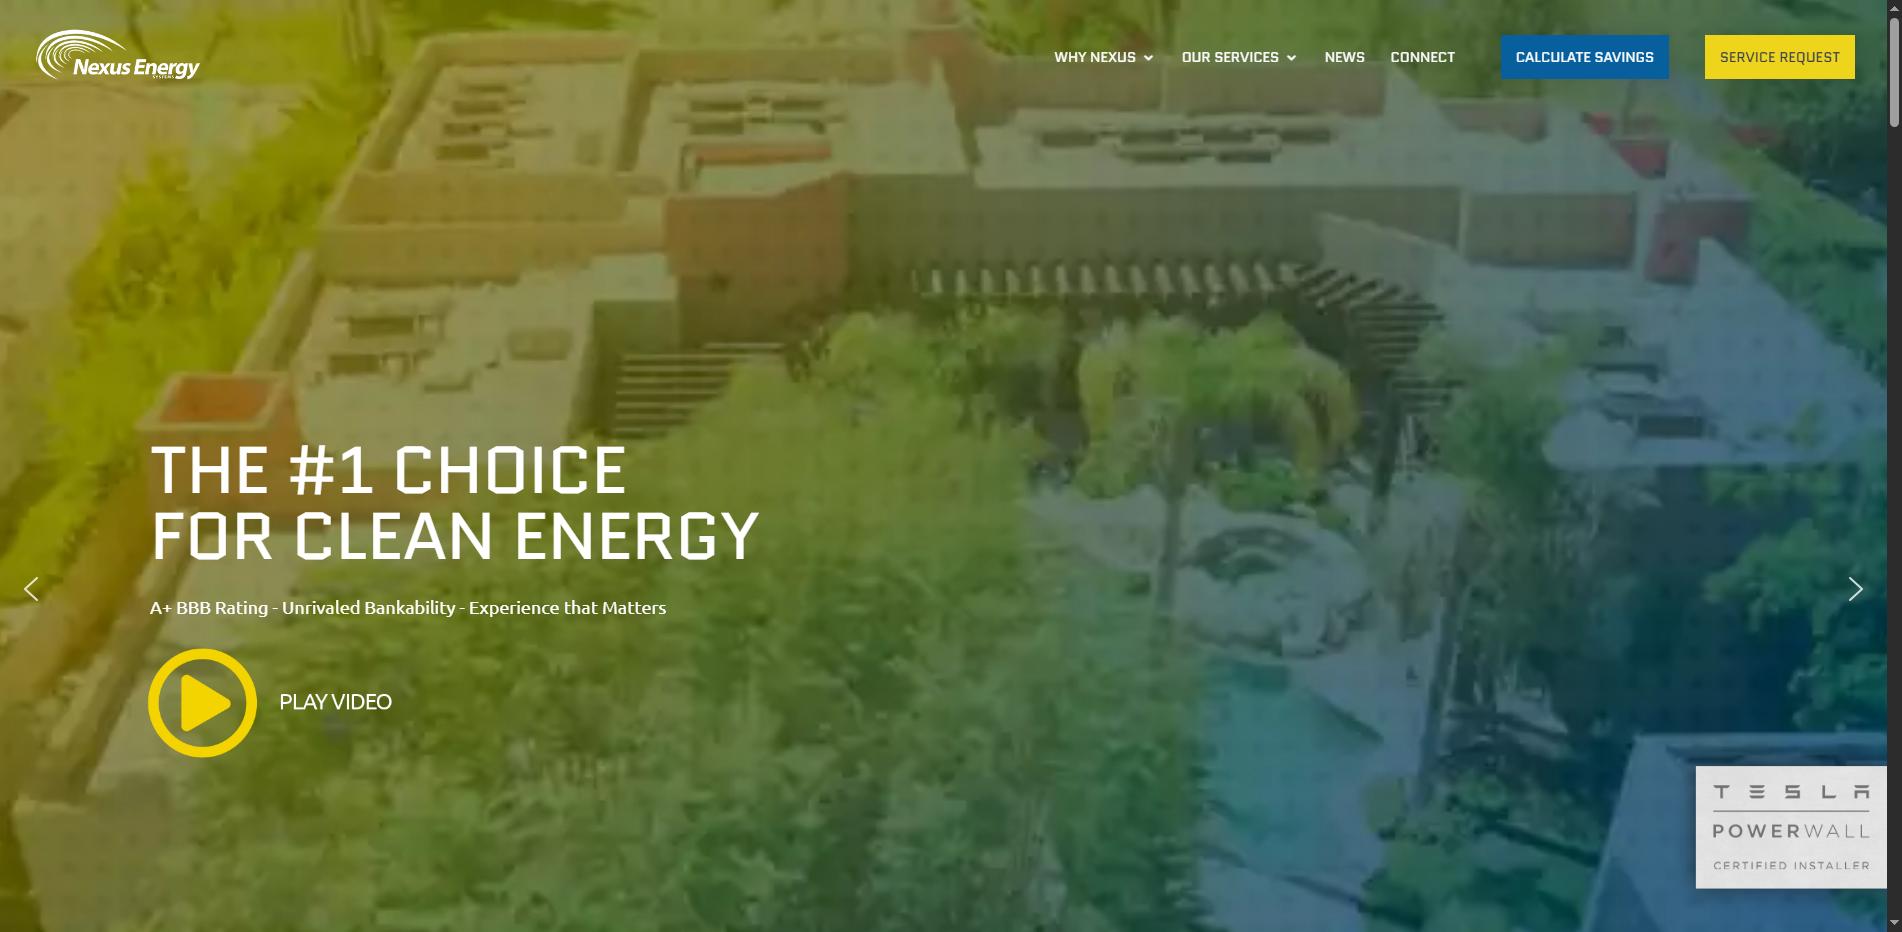 Nexus Energy
SYSTEMS
WHY NEXUS
OUR SERVICES
NEWS
CONNECT
CALCULATE SAVINGS
SERVICE REQUEST
THE #1 CHOICE
FOR CLEAN ENERGY
A+ BBB Rating - Unrivaled Bankability - Experience that Matters
PLAY VIDEO
TESLA
POWERWALL
CERTIFIED INSTALLER